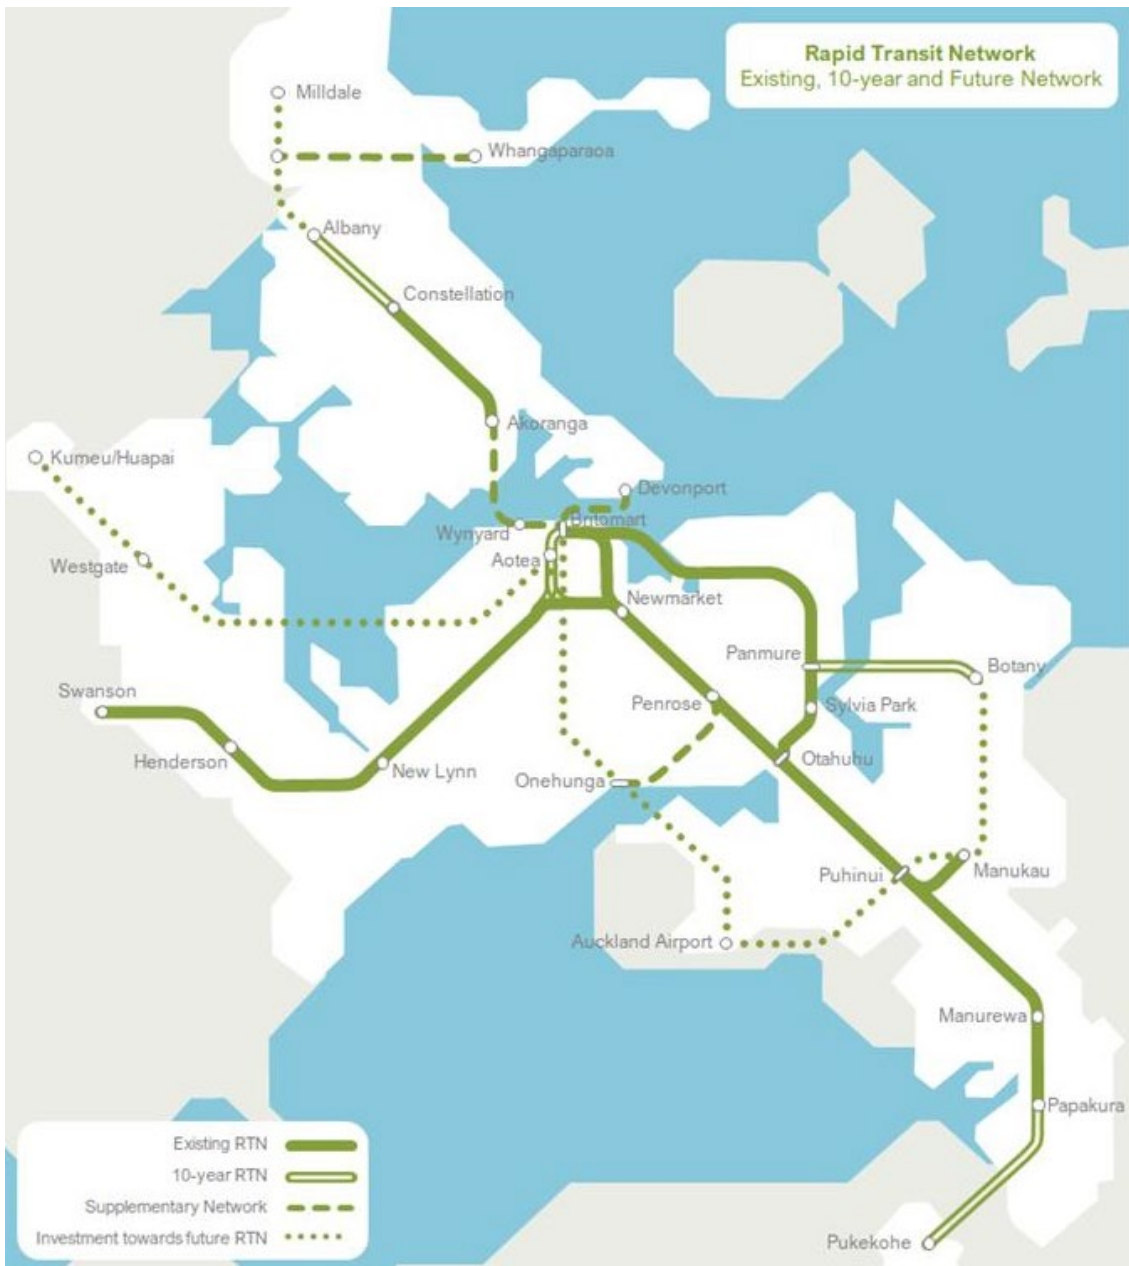 Rapid Transit Network
Existing, 10-year and Future Network
Milldale
Whangaparaoa
Albany
Constellation
Akoranga
Kumeu/Huapai
Devonport
Britomart
Wynyard
Aotea
Westgate
Newmarket
Panmure
Botany
Swanson
Penrose
Sylvia Park
Henderson
New Lynn
Otahuhu
Onehunga
Puhinui
Manukau
Auckland Airport
Manurewa
Papakura
Pukekohe
Existing RTN
10-year RTN
Supplementary Network
Investment towards future RTN